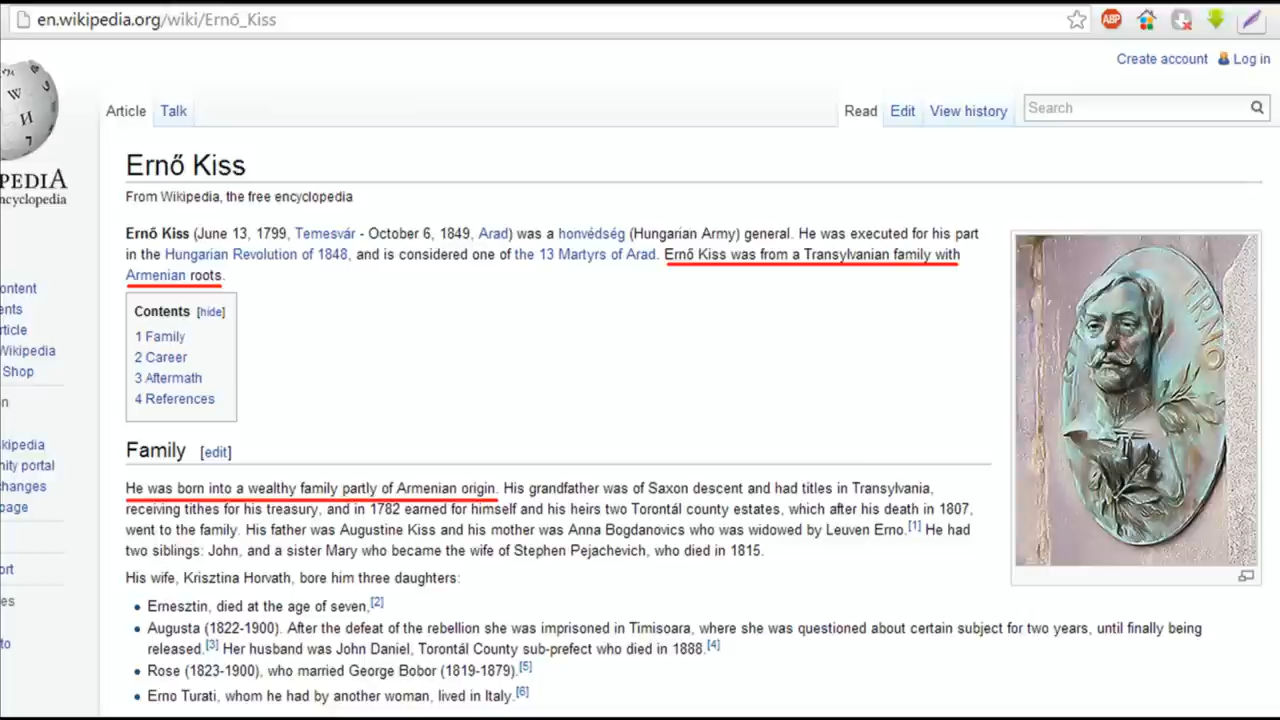 en.wikipedia.org/wiki/Ernő_Kiss
ABP
Create account Log in
Article Talk Read Edit View history Search
PEDIA
ncyclopedia
Ernő Kiss
From Wikipedia, the free encyclopedia
Ernő Kiss (June 13, 1799, Temesvár - October 6, 1849, Arad) was a honvédség (Hungarian Army) general. He was executed for his part
in the Hungarian Revolution of 1848, and is considered one of the 13 Martyrs of Arad. Ernő Kiss was from a Transylvanian family with
Armenian roots.
Contents [hide]
1 Family
2 Career
3 Aftermath
4 References
ontent
ents
rticle
Wikipedia
Shop
n
kipedia
nity portal
changes
page
ort
es
to
Family [edit]
He was born into a wealthy family partly of Armenian origin. His grandfather was of Saxon descent and had titles in Transylvania,
receiving tithes for his treasury, and in 1782 earned for himself and his heirs two Torontál county estates, which after his death in 1807,
went to the family. His father was Augustine Kiss and his mother was Anna Bogdanovics who was widowed by Leuven Erno.[1] He had
two siblings: John, and a sister Mary who became the wife of Stephen Pejachevich, who died in 1815.
His wife, Krisztina Horvath, bore him three daughters:
• Ernesztin, died at the age of seven,[2]
• Augusta (1822-1900). After the defeat of the rebellion she was imprisoned in Timisoara, where she was questioned about certain subject for two years, until finally being
released.[3] Her husband was John Daniel, Torontál County sub-prefect who died in 1888.[4]
• Rose (1823-1900), who married George Bobor (1819-1879).[5]
• Erno Turati, whom he had by another woman, lived in Italy.[6]